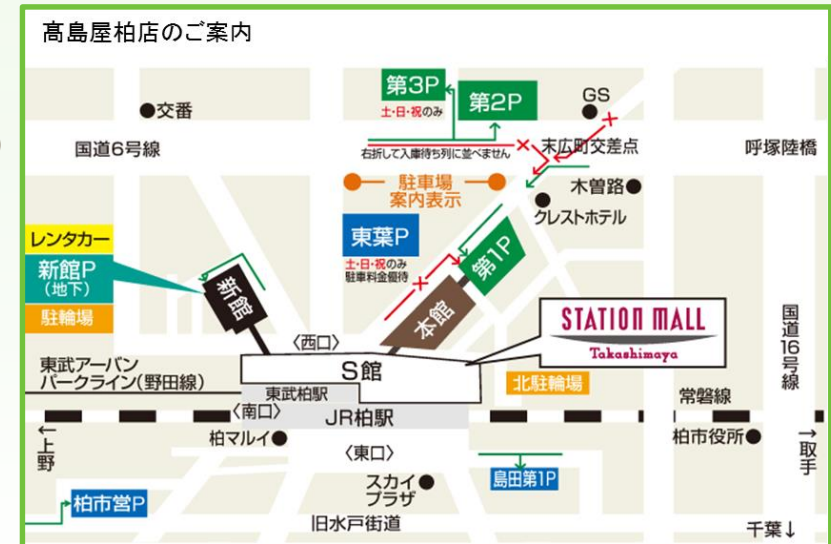 髙島屋柏店のご案内
第3P
土・日・祝のみ
第2P
GS
●交番
国道6号線
右折して入庫待ち列に並べません
末広町交差点
呼塚陸橋
駐車場
案内表示
木曽路●
クレストホテル
東葉P
土・日・祝のみ
駐車料金優待
第1P
レンタカー
新館P
(地下)
駐輪場
新館
本館
STATION MALL
Takashimaya
国道16号線
〈西口〉
S館
東武アーバン
パークライン(野田線)
東武柏駅
北駐輪場
常磐線
〈南口〉
JR柏駅
←上野
柏マルイ●
〈東口〉
柏市役所●
→取手
スカイ●
プラザ
島田第1P
柏市営P
旧水戸街道
千葉↓